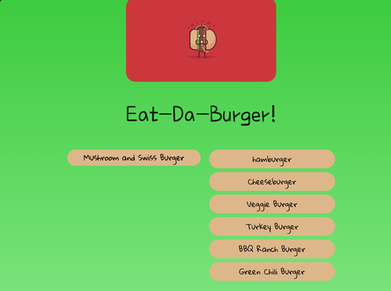 Eat-Da-Burger!
Mushroom and Swiss Burger
hamburger
Cheeseburger
Veggie Burger
Turkey Burger
BBQ Ranch Burger
Green Chili Burger